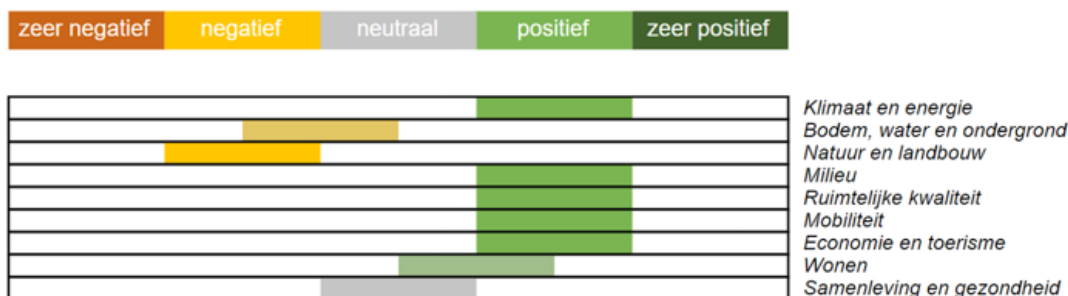 zeer negatief negatief neutraal positief zeer positief
Klimaat en energie
Bodem, water en ondergrond
Natuur en landbouw
Milieu
Ruimtelijke kwaliteit
Mobiliteit
Economie en toerisme
Wonen
Samenleving en gezondheid